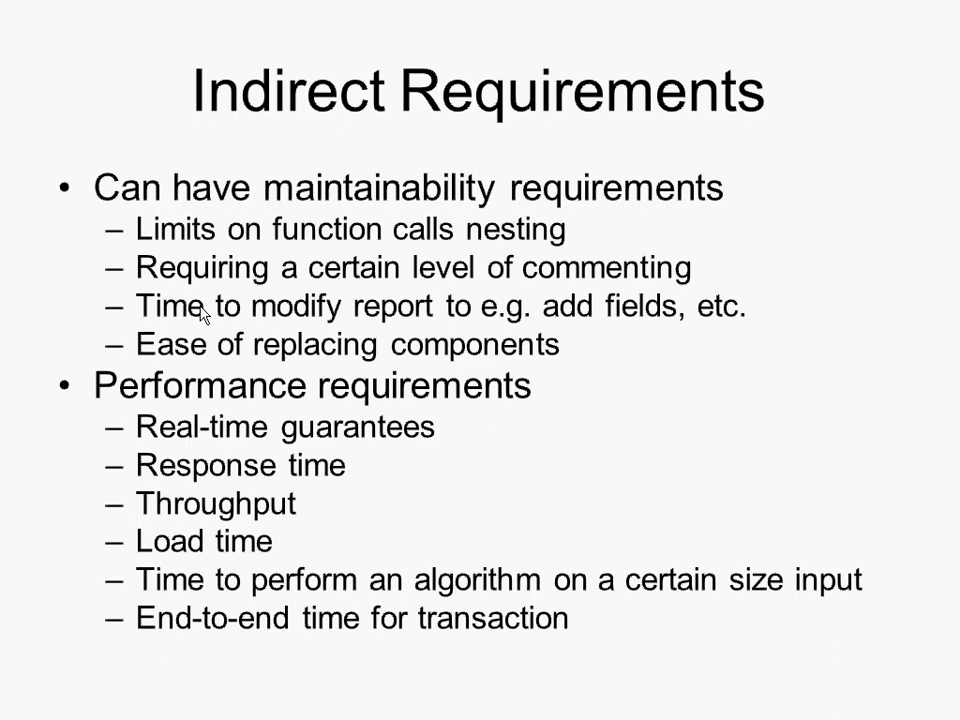 Indirect Requirements
• Can have maintainability requirements
– Limits on function calls nesting
– Requiring a certain level of commenting
– Time to modify report to e.g. add fields, etc.
– Ease of replacing components
• Performance requirements
– Real-time guarantees
– Response time
– Throughput
– Load time
– Time to perform an algorithm on a certain size input
– End-to-end time for transaction